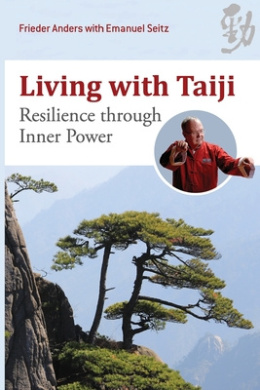 Frieder Anders with Emanuel Seitz
勁
Living with Taiji
Resilience through
Inner Power